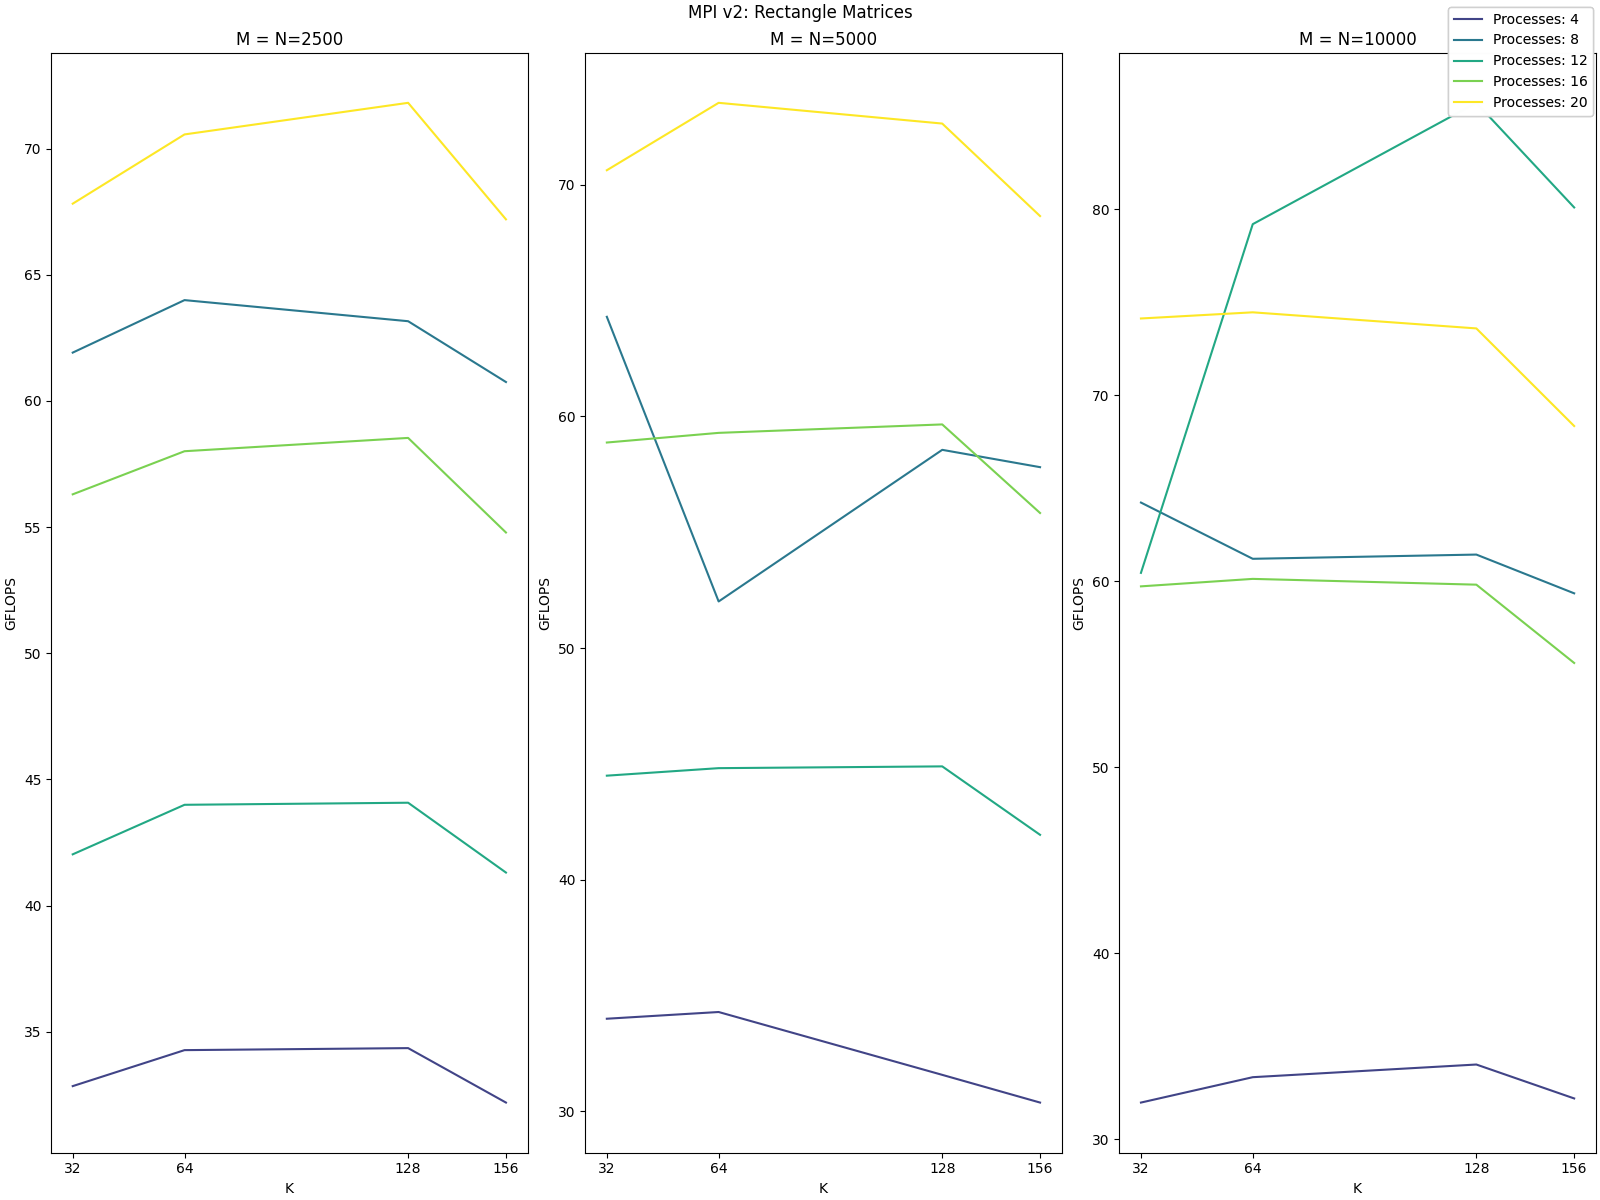 MPI v2: Rectangle Matrices
M = N=2500
70
65
60
55
50
45
40
35
GFLOPS
32 64 128 156
K
M = N=5000
70
60
50
40
30
GFLOPS
32 64 128 156
K
M = N=10000
80
70
60
50
40
30
GFLOPS
32 64 128 156
K
Processes: 4
Processes: 8
Processes: 12
Processes: 16
Processes: 20